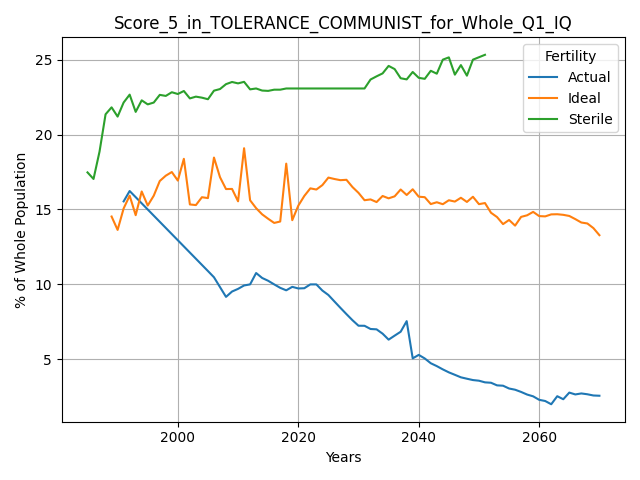 Score_5_in_TOLERANCE_COMMUNIST_for_Whole_Q1_IQ
% of Whole Population
25
20
15
10
5
Fertility
Actual
Ideal
Sterile
2000
2020
2040
2060
Years